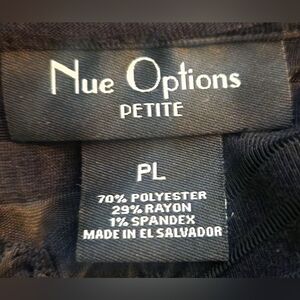 Nue Options
PETITE
PL
70% POLYESTER
29% RAYON
1% SPANDEX
MADE IN EL SALVADOR